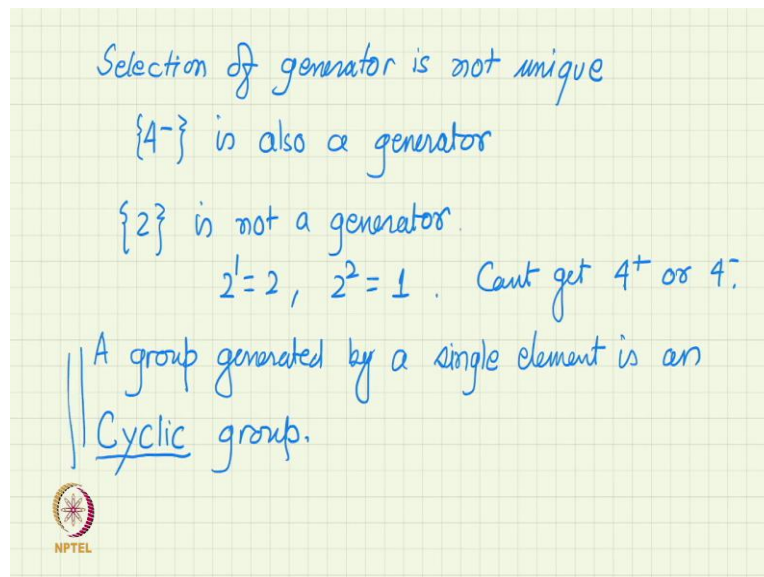 Selection of generator is not unique
{4-} is also a generator
{2} is not a generator.
2¹=2, 2²=1. Cant get 4⁺ or 4⁻.
A group generated by a single element is an
Cyclic group.
NPTEL